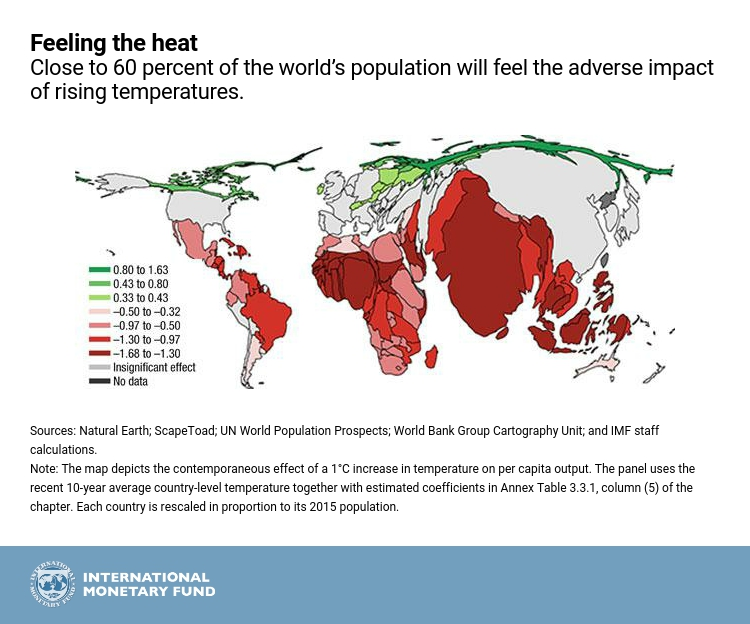 Feeling the heat
Close to 60 percent of the world's population will feel the adverse impact
of rising temperatures.
0.80 to 1.63
0.43 to 0.80
0.33 to 0.43
–0.50 to –0.32
–0.97 to –0.50
–1.30 to –0.97
–1.68 to –1.30
Insignificant effect
No data
Sources: Natural Earth; ScapeToad; UN World Population Prospects; World Bank Group Cartography Unit; and IMF staff
calculations.
Note: The map depicts the contemporaneous effect of a 1°C increase in temperature on per capita output. The panel uses the
recent 10-year average country-level temperature together with estimated coefficients in Annex Table 3.3.1, column (5) of the
chapter. Each country is rescaled in proportion to its 2015 population.
INTERNATIONAL
MONETARY FUND
INTERNATIONAL
MONETARY FUND